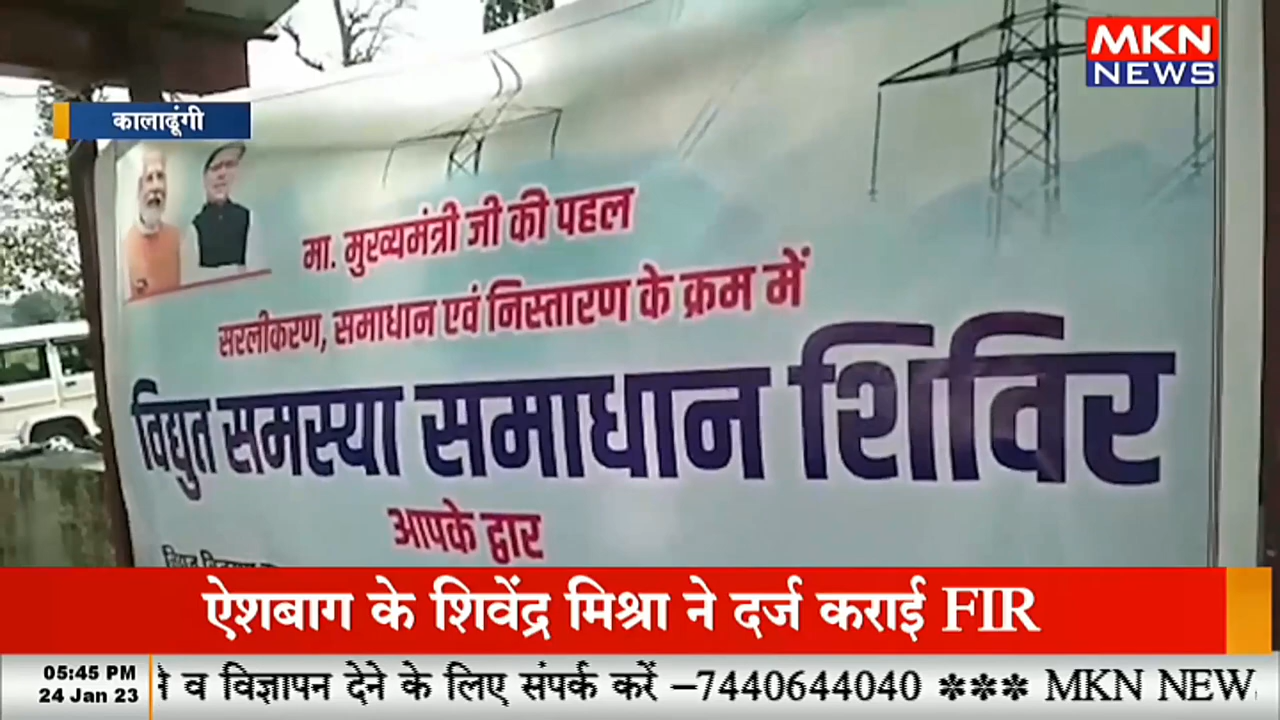 MKN
NEWS
कालाढूंगी
मा. मुख्यमंत्री जी की पहल
सरलीकरण, समाधान एवं निस्तारण के क्रम में
विद्युत समस्या समाधान शिविर
आपके द्वार
ऐशबाग के शिवेंद्र मिश्रा ने दर्ज कराई FIR
05:45 PM
24 Jan 23
ने व विज्ञापन देने के लिए संपर्क करें –7440644040 *** MKN NEW